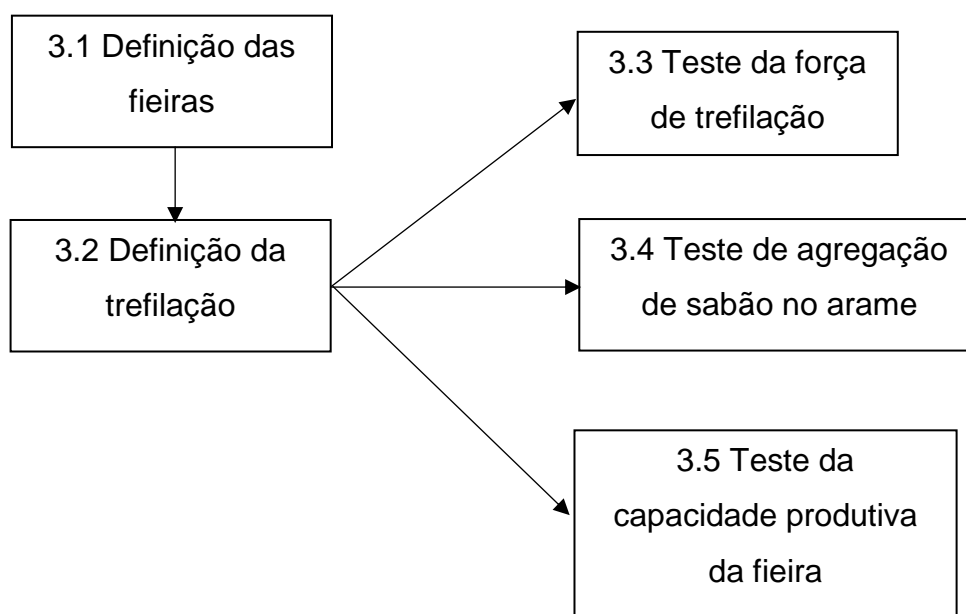 3.1 Definição das
fieiras
3.2 Definição da
trefilação
3.3 Teste da força
de trefilação
3.4 Teste de agregação
de sabão no arame
3.5 Teste da
capacidade produtiva
da fieira